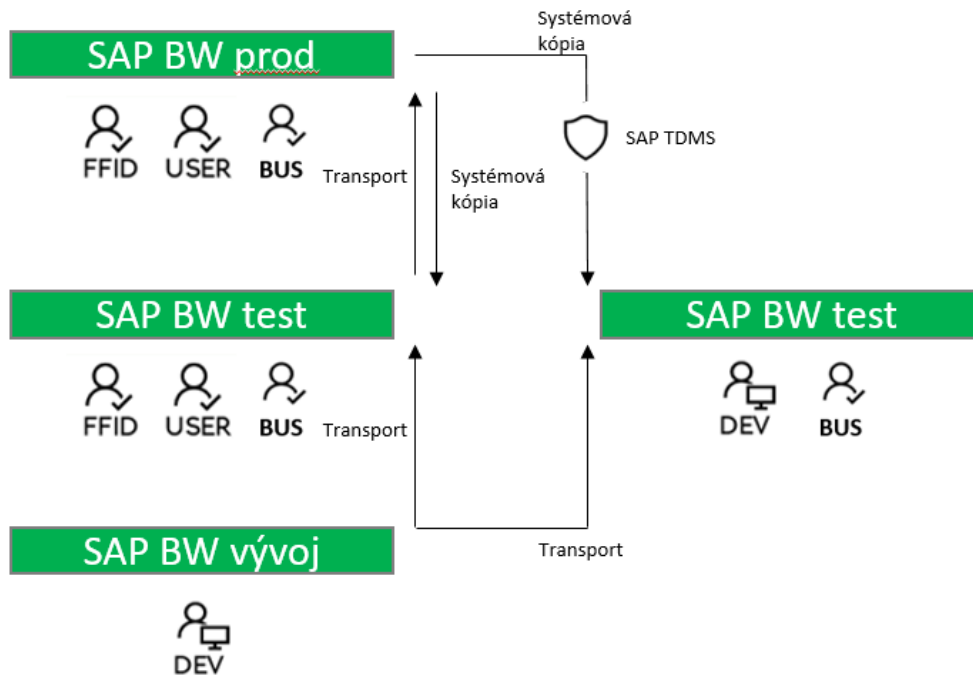 Systémová
kópia
SAP BW prod
SAP TDMS
FFID USER BUS
Transport
Systémová
kópia
SAP BW test
SAP BW test
FFID USER BUS
Transport
DEV BUS
SAP BW vývoj
Transport
DEV